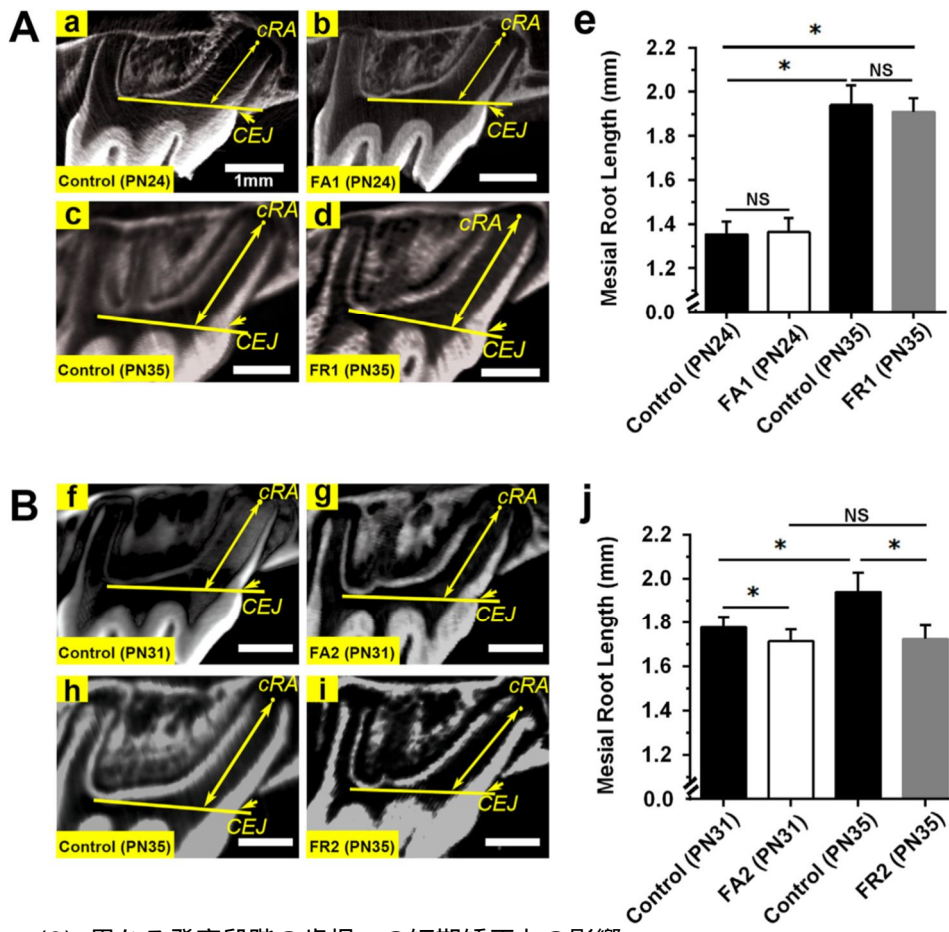 A
a
cRA
CEJ
Control (PN24)
1mm
b
cRA
CEJ
FA1 (PN24)
c
cRA
CEJ
Control (PN35)
d
cRA
CEJ
FR1 (PN35)
e
Mesial Root Length (mm)
2.2
2.0
1.8
1.6
1.4
1.2
0.0
*
*
NS
NS
Control (PN24)
FA1 (PN24)
Control (PN35)
FR1 (PN35)
B
f
cRA
CEJ
Control (PN31)
g
cRA
CEJ
FA2 (PN31)
h
cRA
CEJ
Control (PN35)
i
cRA
CEJ
FR2 (PN35)
j
Mesial Root Length (mm)
2.2
2.0
1.8
1.6
1.4
1.2
0.0
NS
*
*
*
Control (PN31)
FA2 (PN31)
Control (PN35)
FR2 (PN35)